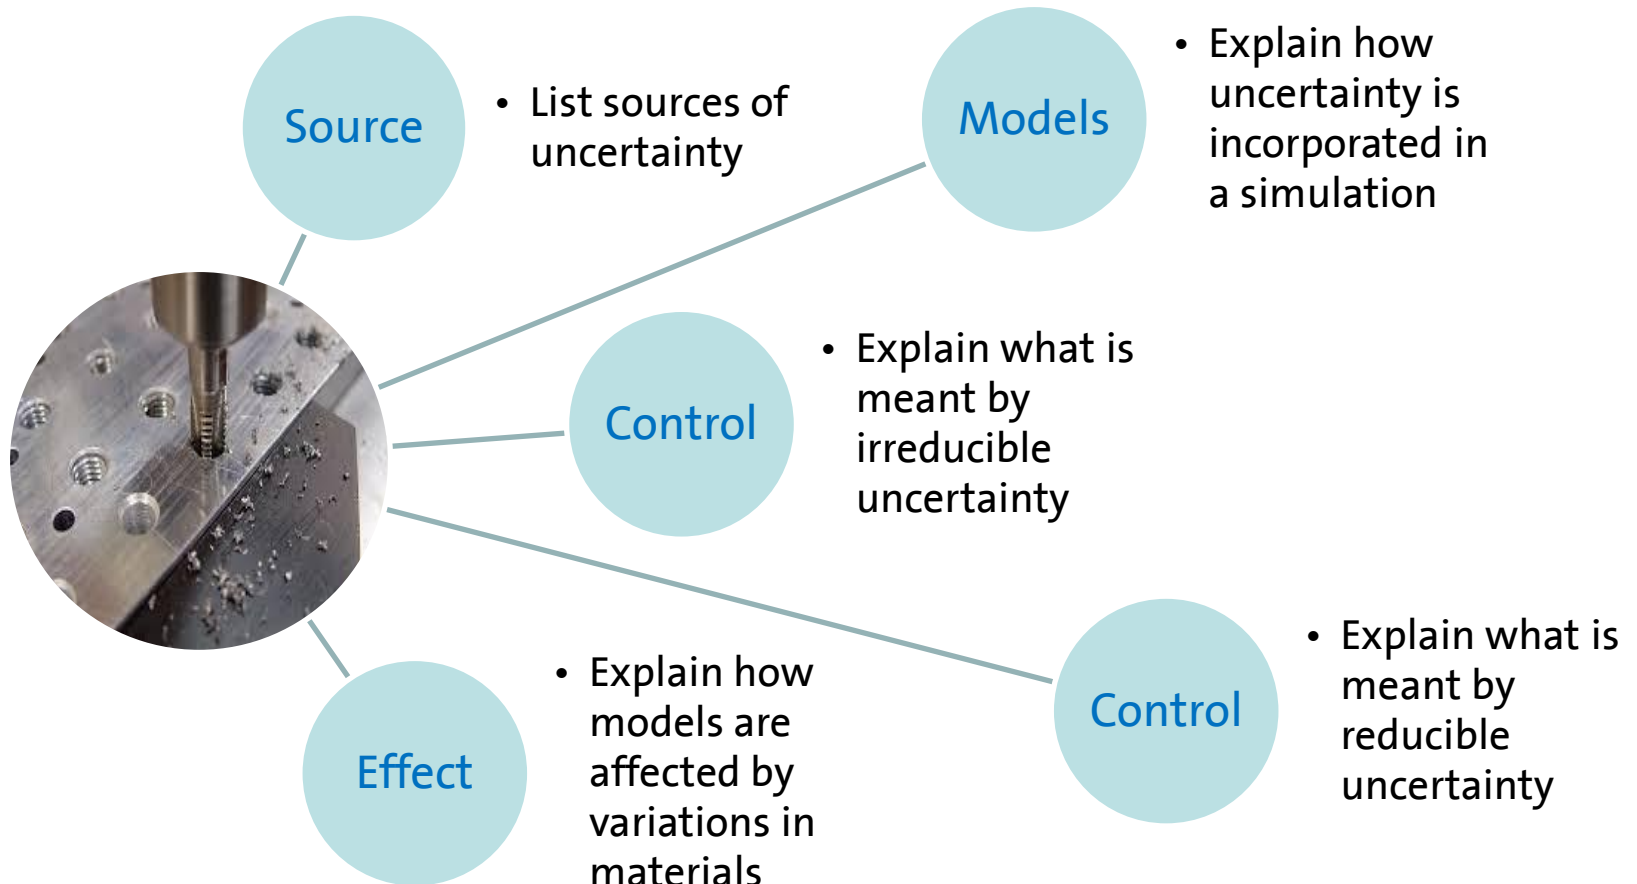 Source
• List sources of
uncertainty
Models
• Explain how
uncertainty is
incorporated in
a simulation
Control
• Explain what is
meant by
irreducible
uncertainty
Control
• Explain what is
meant by
reducible
uncertainty
Effect
• Explain how
models are
affected by
variations in
materials